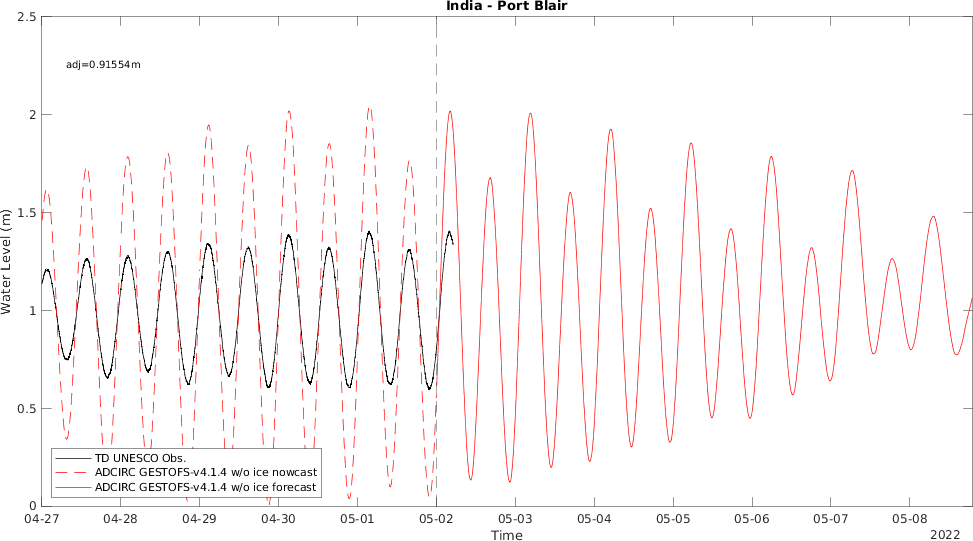 India - Port Blair
2.5
adj=0.91554m
2
1.5
Water Level (m)
1
0.5
TD UNESCO Obs.
ADCIRC GESTOFS-v4.1.4 w/o ice nowcast
ADCIRC GESTOFS-v4.1.4 w/o ice forecast
0
04-27 04-28 04-29 04-30 05-01 05-02 05-03 05-04 05-05 05-06 05-07 05-08
Time
2022